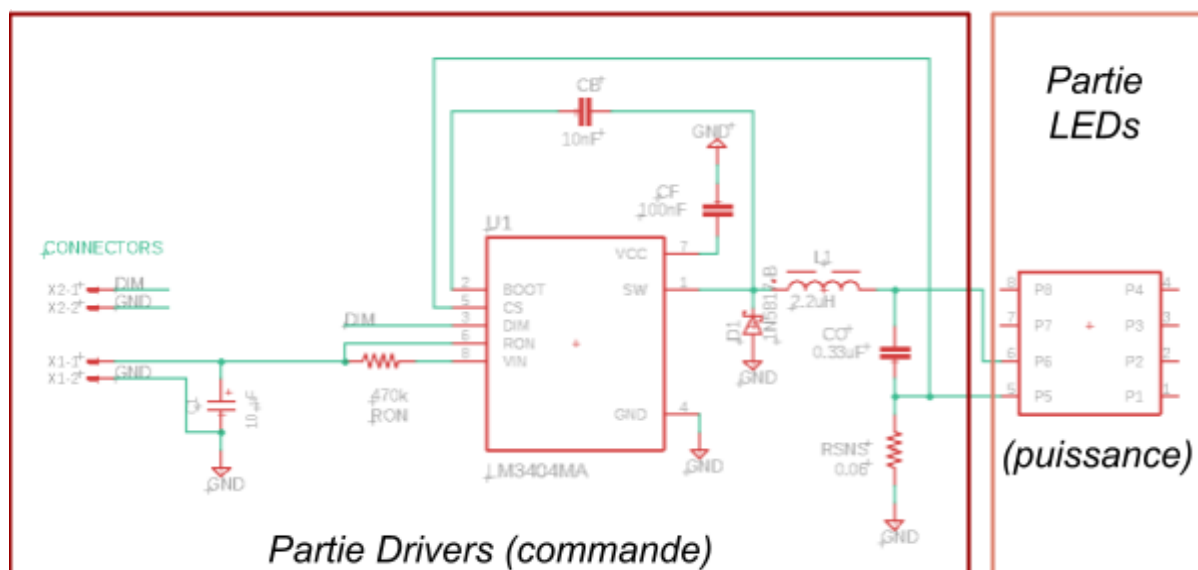 Partie
LEDs
CB
10nF
GND
CF
100nF
U1
CONNECTORS
VCC 7
L1
X2-1 DIM
X2-2 GND
2 BOOT
SW 1
5 CS
2.2uH
1N5817-B
D1
DIM
3 DIM
6 RON
8 VIN
CO
0.33uF
8 P8 P4 4
7 P7 P3 3
6 P6 P2 2
5 P5 P1 1
X1-1
X1-2 GND
10µF
470k
RON
GND
GND 4
GND
GND
LM3404MA
RSNS
0.06
GND
(puissance)
Partie Drivers (commande)